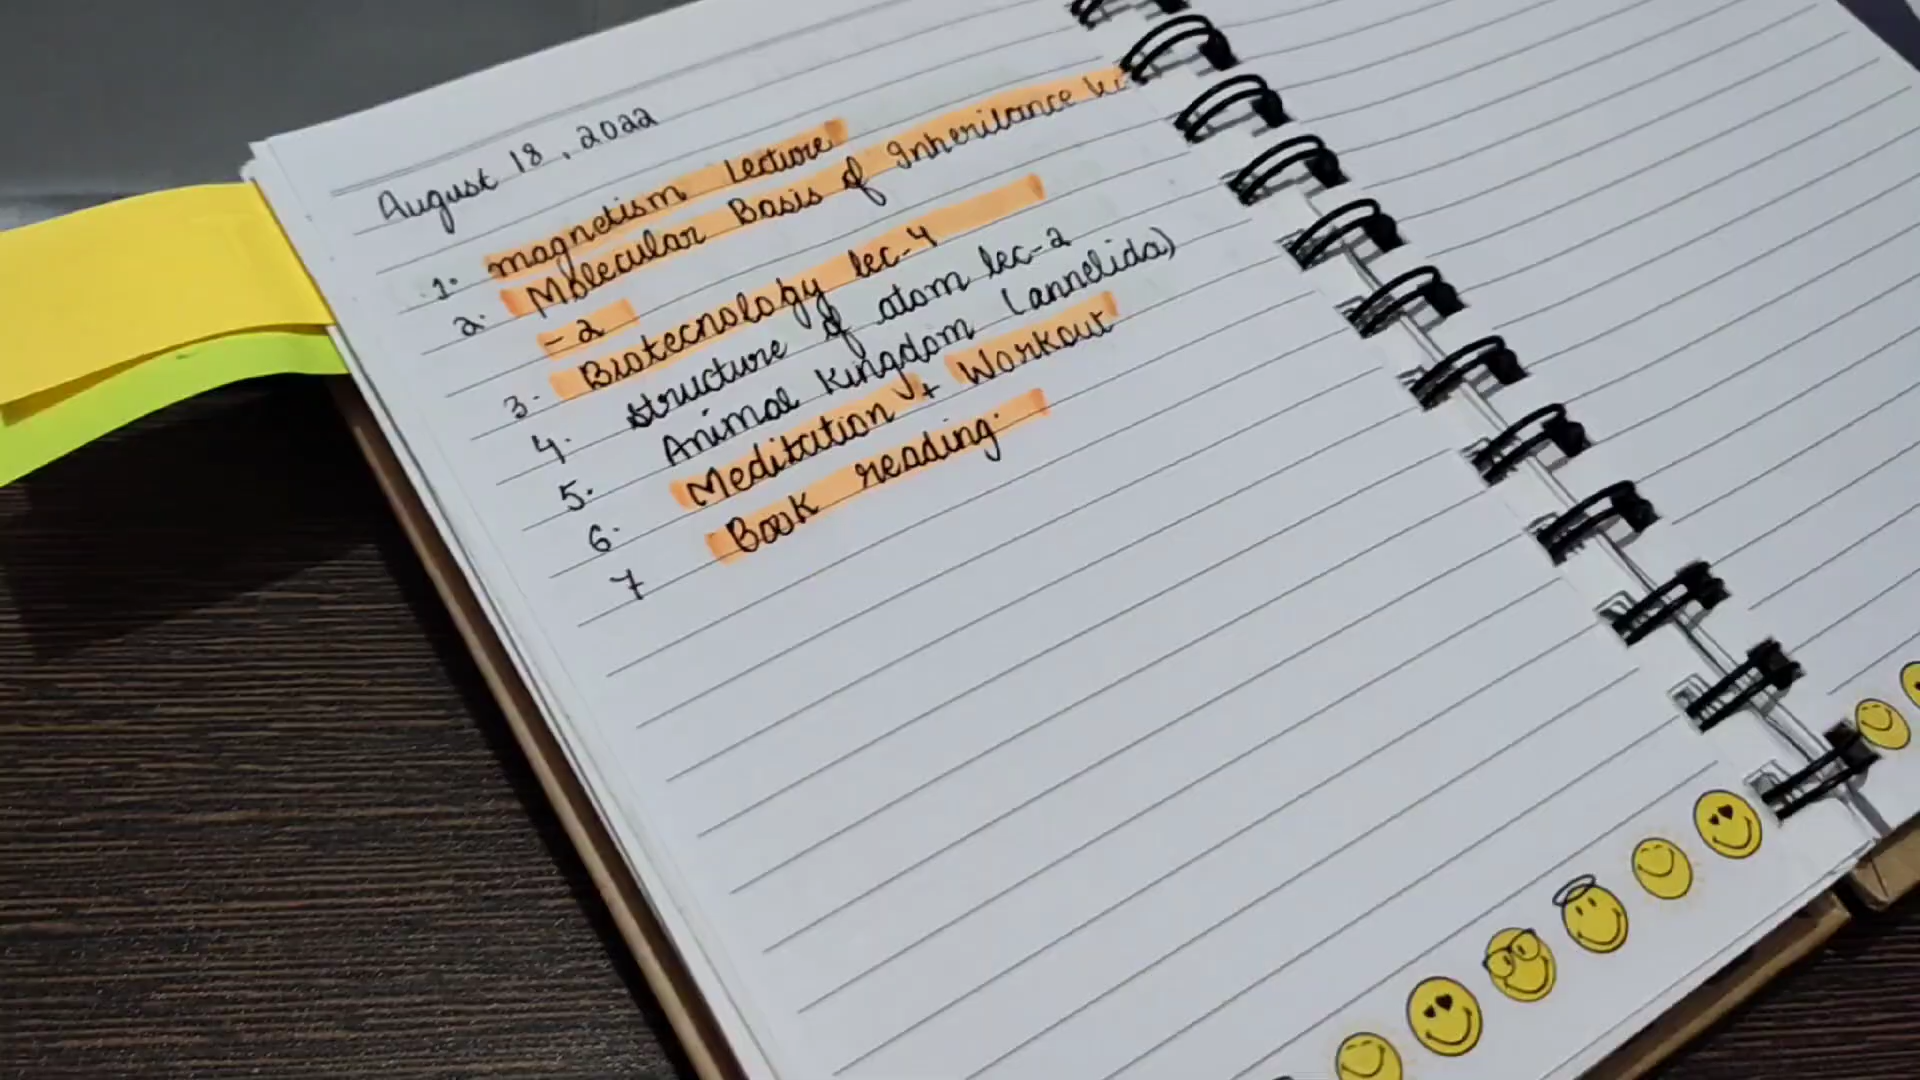 August 18, 2022
1. Magnetism lecture
2. Molecular Basis of Inheritance
- 2
3. Biotecnology lec-4
4. Structure of atom lec-2
5. Animal Kingdom (annelida)
6. Meditation + Workout
7 Book reading.